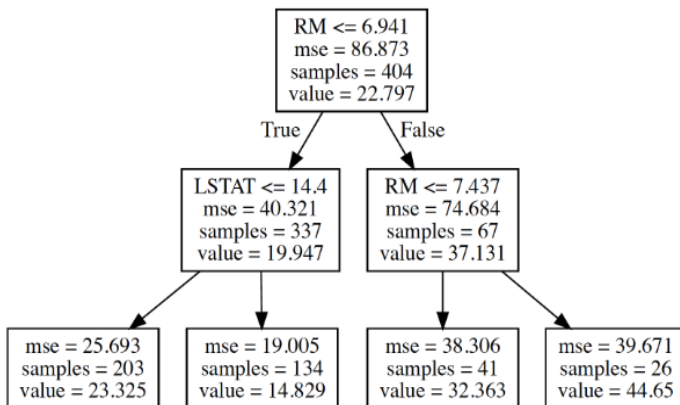 RM <= 6.941
mse = 86.873
samples = 404
value = 22.797
True
False
LSTAT <= 14.4
mse = 40.321
samples = 337
value = 19.947
RM <= 7.437
mse = 74.684
samples = 67
value = 37.131
mse = 25.693
samples = 203
value = 23.325
mse = 19.005
samples = 134
value = 14.829
mse = 38.306
samples = 41
value = 32.363
mse = 39.671
samples = 26
value = 44.65